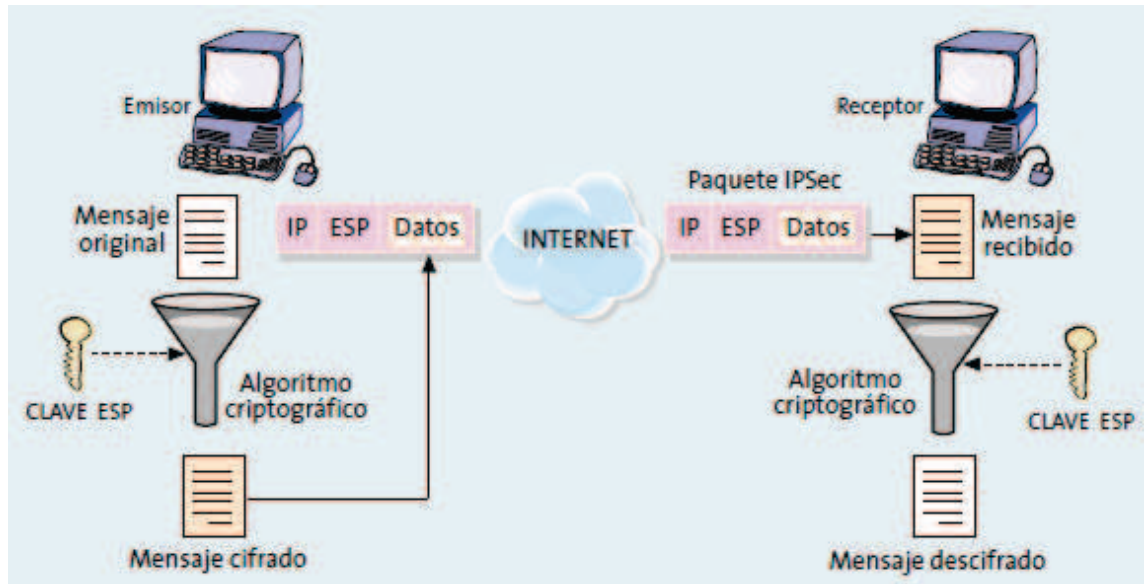 Emisor
Mensaje
original
CLAVE ESP
Algoritmo
criptográfico
Mensaje cifrado
IP ESP Datos
INTERNET
Paquete IPSec
IP ESP Datos
Receptor
Mensaje
recibido
Algoritmo
criptográfico
CLAVE ESP
Mensaje descifrado